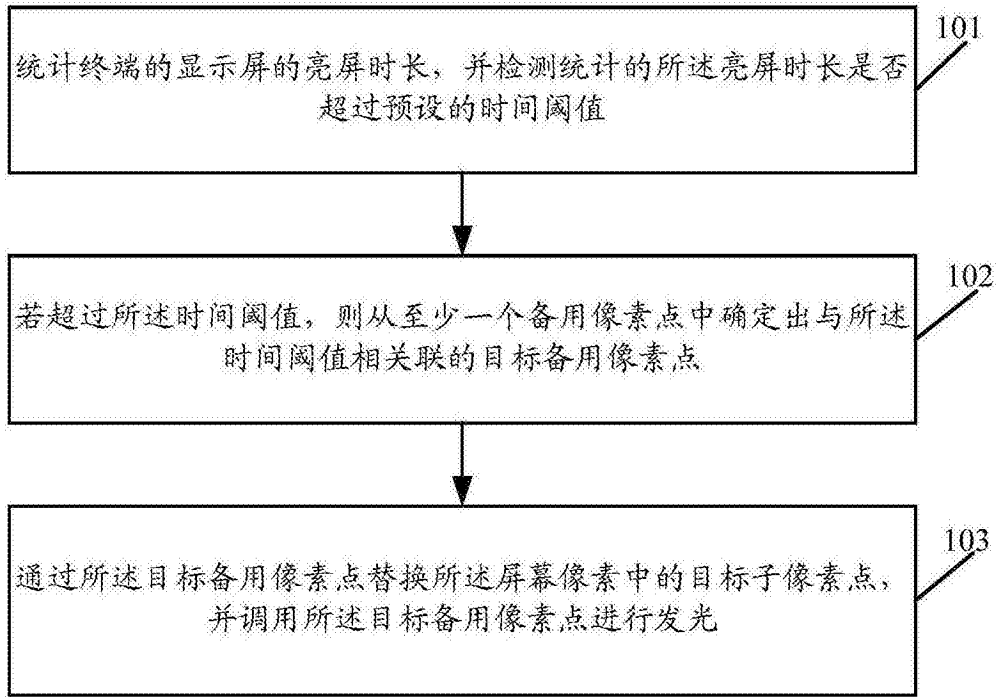 101
统计终端的显示屏的亮屏时长，并检测统计的所述亮屏时长是否
超过预设的时间阈值
102
若超过所述时间阈值，则从至少一个备用像素点中确定出与所述
时间阈值相关联的目标备用像素点
103
通过所述目标备用像素点替换所述屏幕像素中的目标子像素点，
并调用所述目标备用像素点进行发光